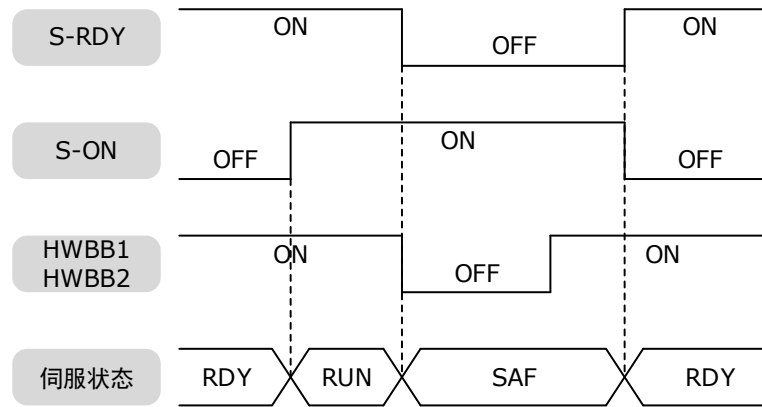 S-RDY
ON
OFF
ON
S-ON
OFF
ON
OFF
HWBB1
HWBB2
ON
OFF
ON
伺服状态
RDY
RUN
SAF
RDY